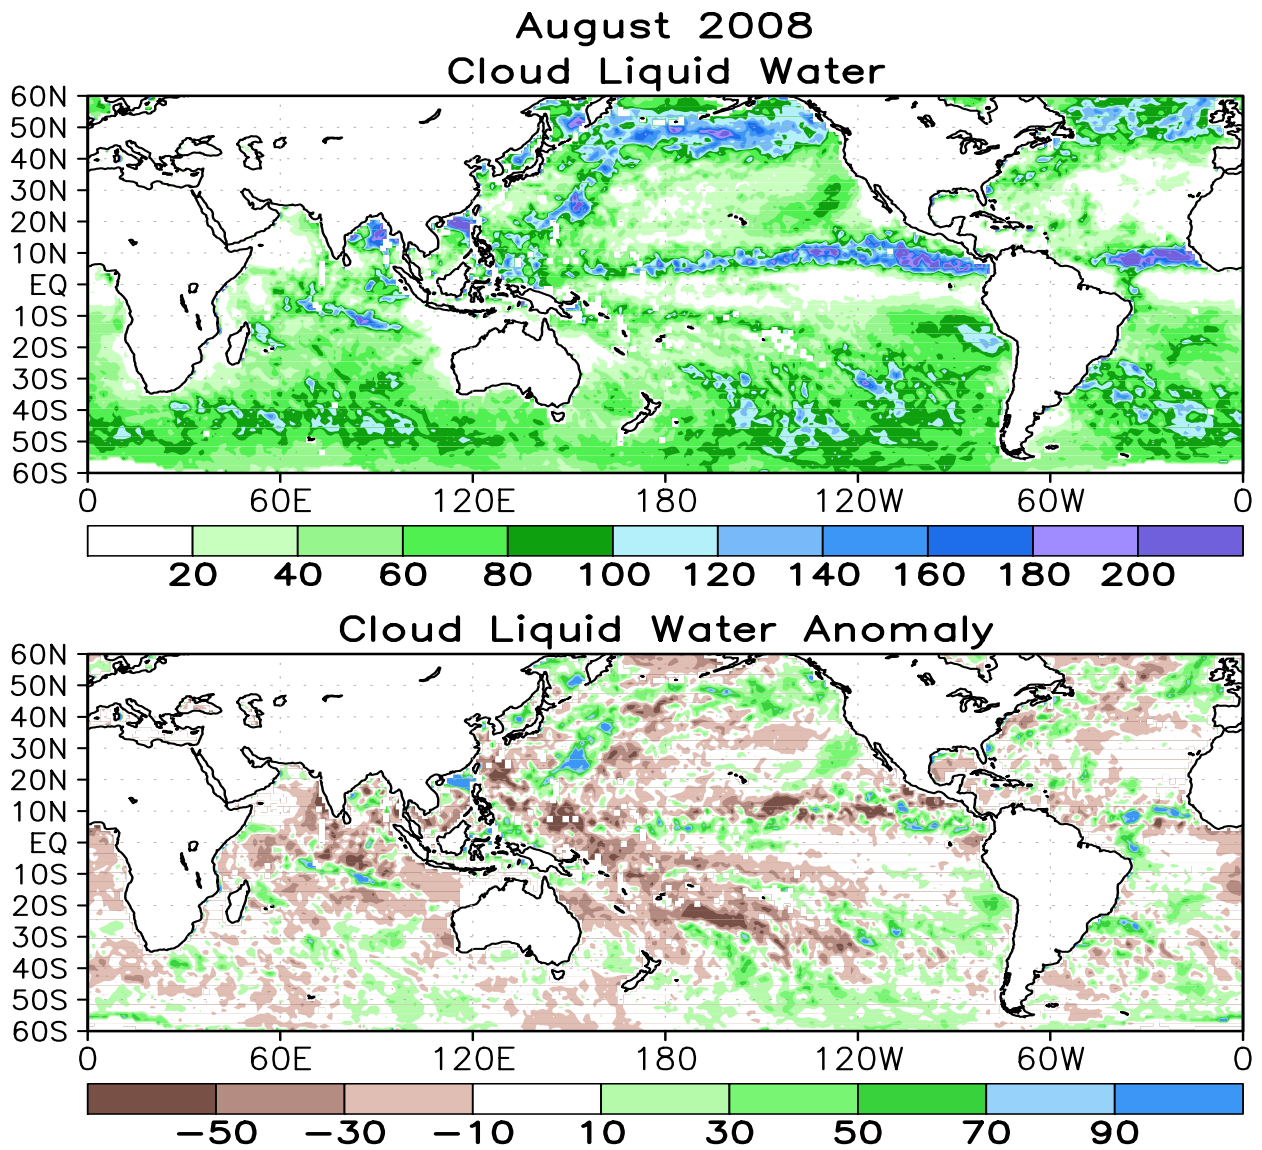 August 2008
Cloud Liquid Water
60N
50N
40N
30N
20N
10N
EQ
10S
20S
30S
40S
50S
60S
0 60E 120E 180 120W 60W 0
20 40 60 80 100 120 140 160 180 200
Cloud Liquid Water Anomaly
60N
50N
40N
30N
20N
10N
EQ
10S
20S
30S
40S
50S
60S
0 60E 120E 180 120W 60W 0
−50 −30 −10 10 30 50 70 90